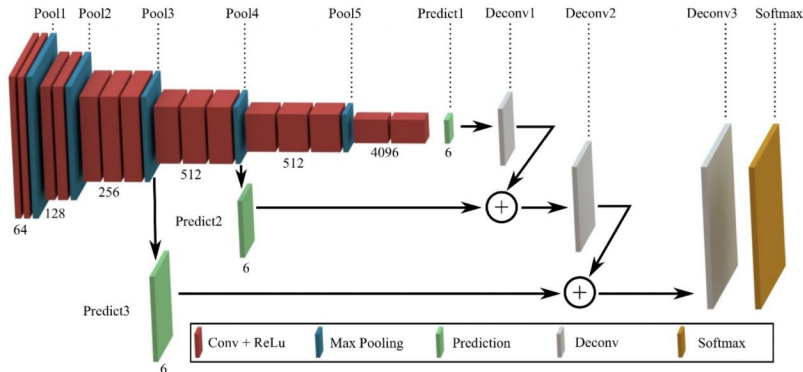 Pool1 Pool2 Pool3 Pool4 Pool5 Predict1 Deconv1 Deconv2 Deconv3 Softmax
64
128
256
512
512
4096
6
Predict2
6
Predict3
6
Conv + ReLu Max Pooling Prediction Deconv Softmax